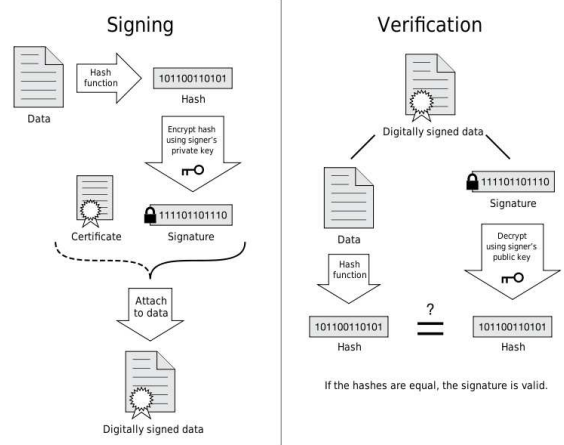 Signing
Hash
function
101100110101
Hash
Data
Encrypt hash
using signer's
private key
111101101110
Certificate
Signature
Attach
to data
Digitally signed data
Verification
Digitally signed data
111101101110
Signature
Data
Decrypt
using signer's
public key
Hash
function
?
101100110101
101100110101
Hash
Hash
If the hashes are equal, the signature is valid.